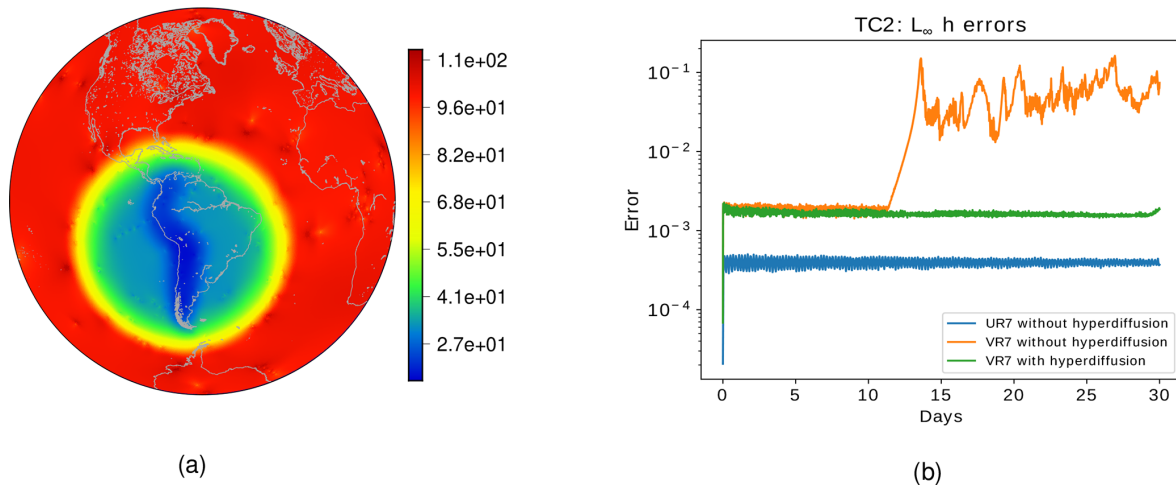 1.1e+02
9.6e+01
8.2e+01
6.8e+01
5.5e+01
4.1e+01
2.7e+01
(a)
TC2: L∞ h errors
Error
10⁻¹
10⁻²
10⁻³
10⁻⁴
UR7 without hyperdiffusion
VR7 without hyperdiffusion
VR7 with hyperdiffusion
0 5 10 15 20 25 30
Days
(b)